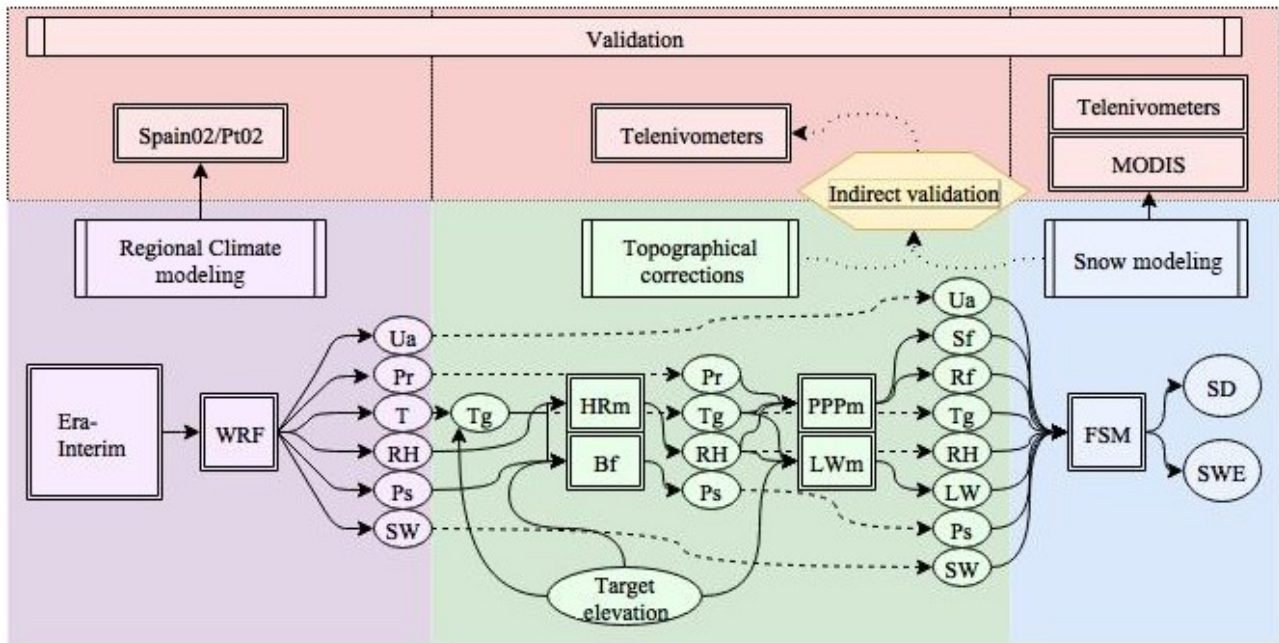 Validation
Spain02/Pt02
Telenivometers
Telenivometers
MODIS
Indirect validation
Regional Climate
modeling
Topographical
corrections
Snow modeling
Era-
Interim
WRF
Ua
Pr
T
RH
Ps
SW
Tg
HRm
Bf
Pr
Tg
RH
Ps
PPPm
LWm
Ua
Sf
Rf
Tg
RH
LW
Ps
SW
FSM
SD
SWE
Target
elevation